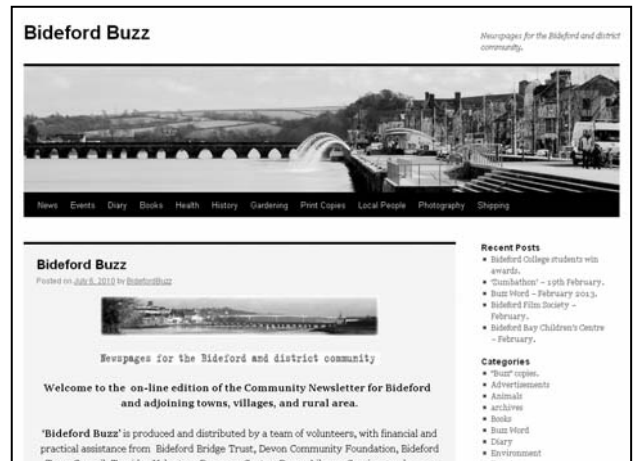 Bideford Buzz
Newspages for the Bideford and district
community.
News Events Diary Books Health History Gardening Print Copies Local People Photography Shipping
Bideford Buzz
Posted on July 6, 2010 by BidefordBuzz
Newspages for the Bideford and district community
Welcome to the on-line edition of the Community Newsletter for Bideford
and adjoining towns, villages, and rural area.
'Bideford Buzz' is produced and distributed by a team of volunteers, with financial and
practical assistance from Bideford Bridge Trust, Devon Community Foundation, Bideford
Recent Posts
Bideford College students win
awards.
'Zumbathon' – 19th February.
Buzz Word – February 2013.
Bideford Film Society –
February.
Bideford Bay Children's Centre
– February.
Categories
"Buzz" copies.
Advertisements
Animals
archives
Books
Buzz Word
Diary
Environment